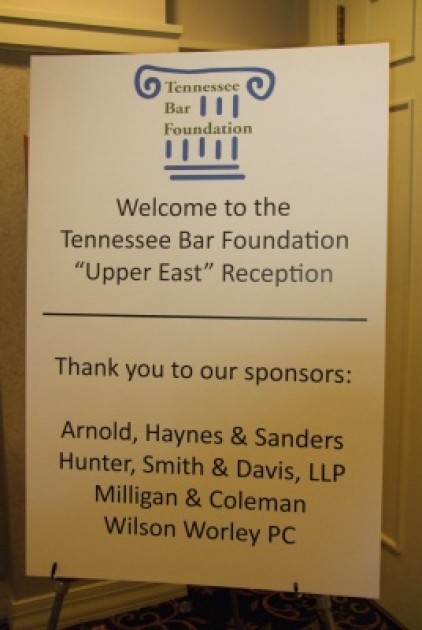 Tennessee
Bar
Foundation
Welcome to the
Tennessee Bar Foundation
“Upper East” Reception
Thank you to our sponsors:
Arnold, Haynes & Sanders
Hunter, Smith & Davis, LLP
Milligan & Coleman
Wilson Worley PC